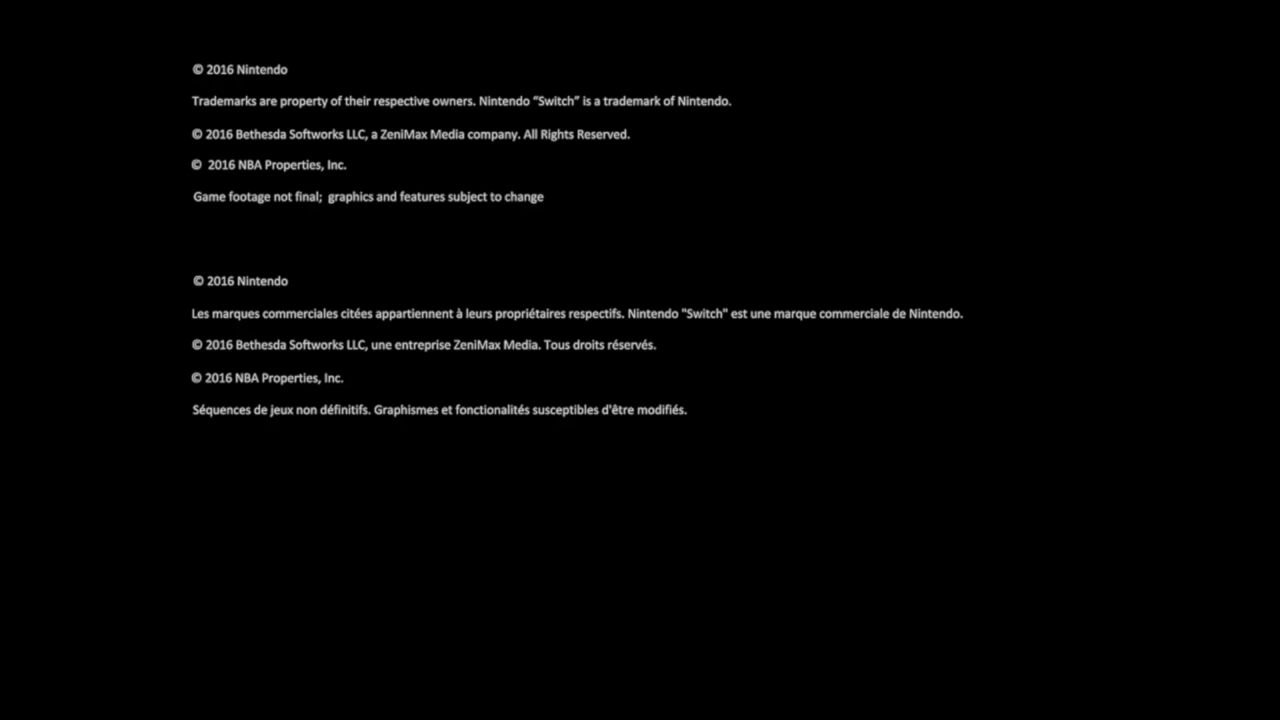 © 2016 Nintendo
Trademarks are property of their respective owners. Nintendo “Switch” is a trademark of Nintendo.
© 2016 Bethesda Softworks LLC, a ZeniMax Media company. All Rights Reserved.
© 2016 NBA Properties, Inc.
Game footage not final; graphics and features subject to change
© 2016 Nintendo
Les marques commerciales citées appartiennent à leurs propriétaires respectifs. Nintendo "Switch" est une marque commerciale de Nintendo.
© 2016 Bethesda Softworks LLC, une entreprise ZeniMax Media. Tous droits réservés.
© 2016 NBA Properties, Inc.
Séquences de jeux non définitifs. Graphismes et fonctionalités susceptibles d'être modifiés.